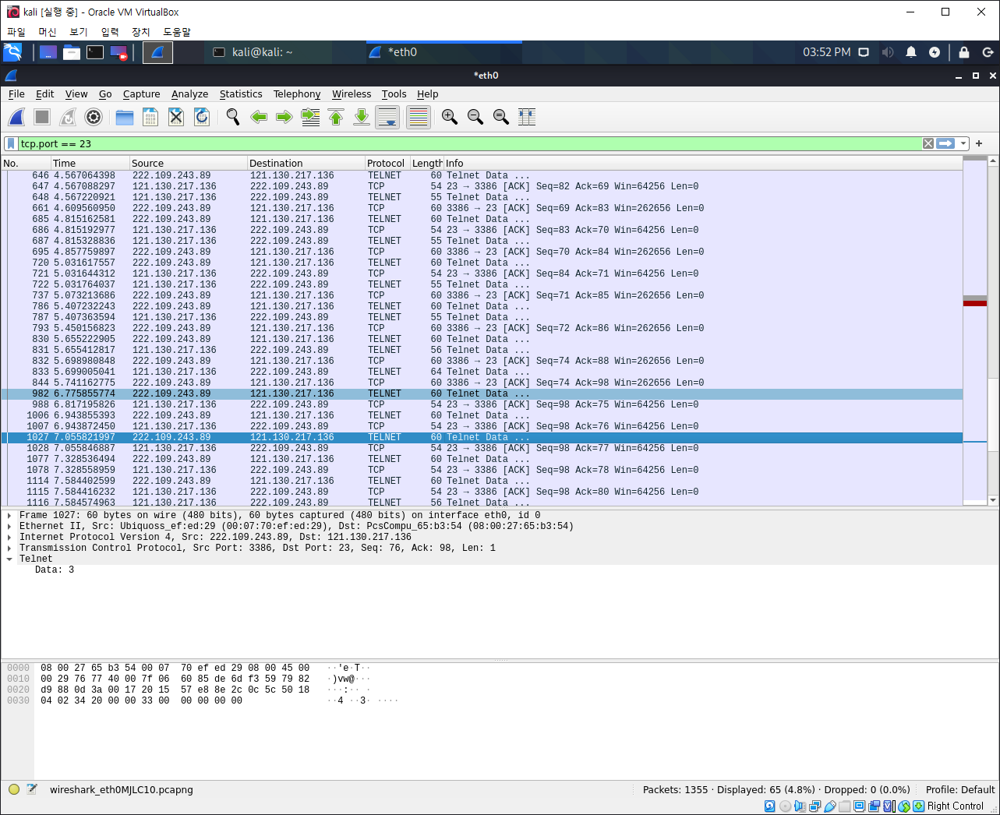 kali [실행 중] - Oracle VM VirtualBox
파일 머신 보기 입력 장치 도움말
kali@kali: ~ *eth0 03:52 PM
*eth0
File Edit View Go Capture Analyze Statistics Telephony Wireless Tools Help
tcp.port == 23
No. Time Source Destination Protocol Length Info
646 4.567064398 222.109.243.89 121.130.217.136 TELNET 60 Telnet Data ...
647 4.567088297 121.130.217.136 222.109.243.89 TCP 54 23 → 3386 [ACK] Seq=82 Ack=69 Win=64256 Len=0
648 4.567220921 121.130.217.136 222.109.243.89 TELNET 55 Telnet Data ...
661 4.609560950 222.109.243.89 121.130.217.136 TCP 60 3386 → 23 [ACK] Seq=69 Ack=83 Win=262656 Len=0
685 4.815162581 222.109.243.89 121.130.217.136 TELNET 60 Telnet Data ...
686 4.815192977 121.130.217.136 222.109.243.89 TCP 54 23 → 3386 [ACK] Seq=83 Ack=70 Win=64256 Len=0
687 4.815328836 121.130.217.136 222.109.243.89 TELNET 55 Telnet Data ...
695 4.857759897 222.109.243.89 121.130.217.136 TCP 60 3386 → 23 [ACK] Seq=70 Ack=84 Win=262656 Len=0
720 5.031617557 222.109.243.89 121.130.217.136 TELNET 60 Telnet Data ...
721 5.031644312 121.130.217.136 222.109.243.89 TCP 54 23 → 3386 [ACK] Seq=84 Ack=71 Win=64256 Len=0
722 5.031764037 121.130.217.136 222.109.243.89 TELNET 55 Telnet Data ...
737 5.073213686 222.109.243.89 121.130.217.136 TCP 60 3386 → 23 [ACK] Seq=71 Ack=85 Win=262656 Len=0
786 5.407232243 222.109.243.89 121.130.217.136 TELNET 60 Telnet Data ...
787 5.407363594 121.130.217.136 222.109.243.89 TELNET 55 Telnet Data ...
793 5.450156823 222.109.243.89 121.130.217.136 TCP 60 3386 → 23 [ACK] Seq=72 Ack=86 Win=262656 Len=0
830 5.655222905 222.109.243.89 121.130.217.136 TELNET 60 Telnet Data ...
831 5.655412817 121.130.217.136 222.109.243.89 TELNET 56 Telnet Data ...
832 5.698980848 222.109.243.89 121.130.217.136 TCP 60 3386 → 23 [ACK] Seq=74 Ack=88 Win=262656 Len=0
833 5.699005041 121.130.217.136 222.109.243.89 TELNET 64 Telnet Data ...
844 5.741162775 222.109.243.89 121.130.217.136 TCP 60 3386 → 23 [ACK] Seq=74 Ack=98 Win=262656 Len=0
982 6.775855774 222.109.243.89 121.130.217.136 TELNET 60 Telnet Data ...
988 6.817195826 121.130.217.136 222.109.243.89 TCP 54 23 → 3386 [ACK] Seq=98 Ack=75 Win=64256 Len=0
1006 6.943855393 222.109.243.89 121.130.217.136 TELNET 60 Telnet Data ...
1007 6.943872450 121.130.217.136 222.109.243.89 TCP 54 23 → 3386 [ACK] Seq=98 Ack=76 Win=64256 Len=0
1027 7.055821997 222.109.243.89 121.130.217.136 TELNET 60 Telnet Data ...
1028 7.055846887 121.130.217.136 222.109.243.89 TCP 54 23 → 3386 [ACK] Seq=98 Ack=77 Win=64256 Len=0
1077 7.328536494 222.109.243.89 121.130.217.136 TELNET 60 Telnet Data ...
1078 7.328558959 121.130.217.136 222.109.243.89 TCP 54 23 → 3386 [ACK] Seq=98 Ack=78 Win=64256 Len=0
1114 7.584402599 222.109.243.89 121.130.217.136 TELNET 60 Telnet Data ...
1115 7.584416232 121.130.217.136 222.109.243.89 TCP 54 23 → 3386 [ACK] Seq=98 Ack=80 Win=64256 Len=0
1116 7.584574963 121.130.217.136 222.109.243.89 TELNET 56 Telnet Data ...
Frame 1027: 60 bytes on wire (480 bits), 60 bytes captured (480 bits) on interface eth0, id 0
Ethernet II, Src: Ubiquoss_ef:ed:29 (00:07:70:ef:ed:29), Dst: PcsCompu_65:b3:54 (08:00:27:65:b3:54)
Internet Protocol Version 4, Src: 222.109.243.89, Dst: 121.130.217.136
Transmission Control Protocol, Src Port: 3386, Dst Port: 23, Seq: 76, Ack: 98, Len: 1
Telnet
Data: 3
0000 08 00 27 65 b3 54 00 07 70 ef ed 29 08 00 45 00 ··'e·T··
0010 00 29 76 77 40 00 7f 06 60 85 de 6d f3 59 79 82 ·)vw@···
0020 d9 88 0d 3a 00 17 20 15 57 e8 8e 2c 0c 5c 50 18 ···:·· ·
0030 04 02 34 20 00 00 33 00 00 00 00 00 ··4 ··3· ····
wireshark_eth0MJLC10.pcapng Packets: 1355 · Displayed: 65 (4.8%) · Dropped: 0 (0.0%) Profile: Default
Right Control